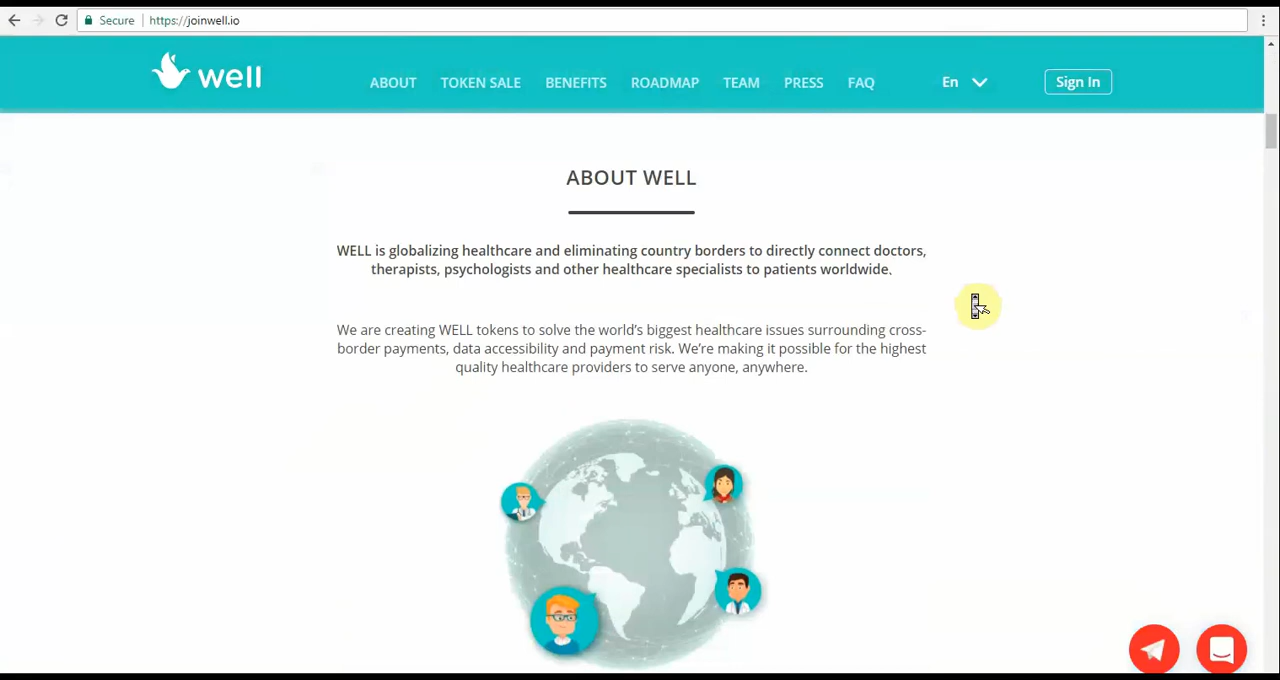 Secure
https://joinwell.io
well
ABOUT
TOKEN SALE
BENEFITS
ROADMAP
TEAM
PRESS
FAQ
En
Sign In
ABOUT WELL
WELL is globalizing healthcare and eliminating country borders to directly connect doctors,
therapists, psychologists and other healthcare specialists to patients worldwide.
We are creating WELL tokens to solve the world's biggest healthcare issues surrounding cross-
border payments, data accessibility and payment risk. We're making it possible for the highest
quality healthcare providers to serve anyone, anywhere.